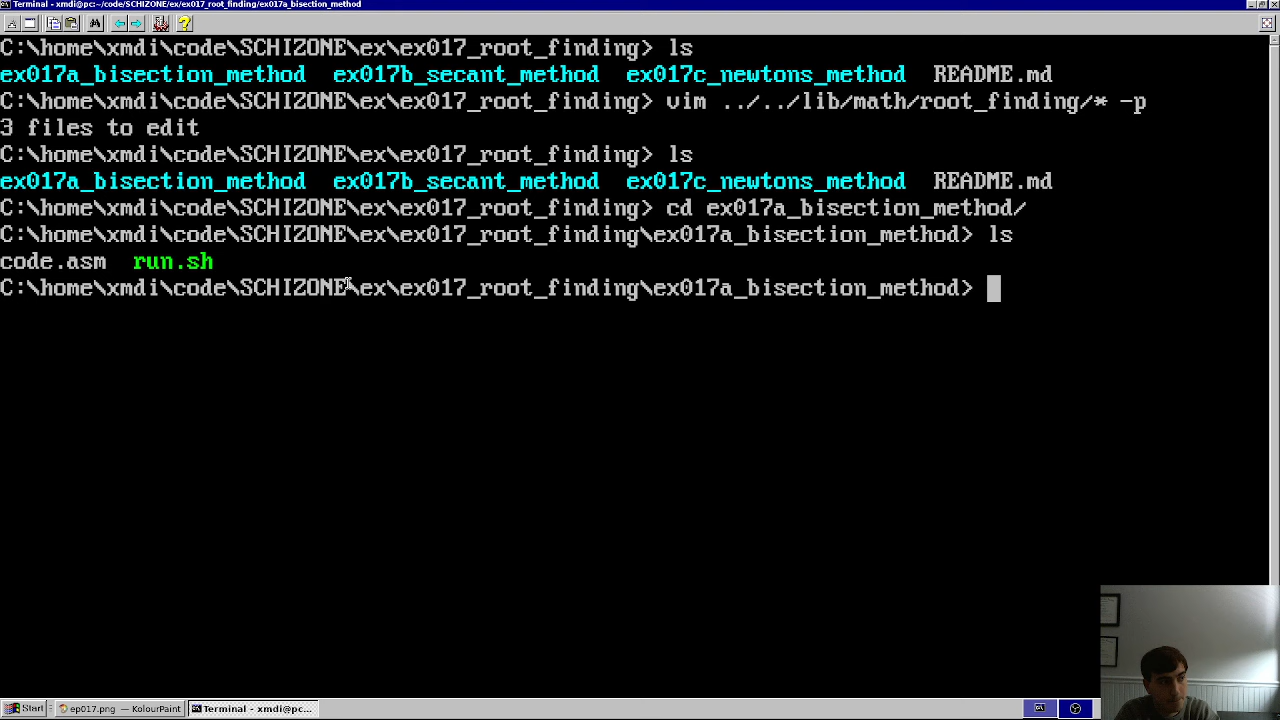 Terminal - xmdi@pc:~/code/SCHIZONE/ex/ex017_root_finding/ex017a_bisection_method
C:\home\xmdi\code\SCHIZONE\ex\ex017_root_finding> ls
ex017a_bisection_method  ex017b_secant_method  ex017c_newtons_method  README.md
C:\home\xmdi\code\SCHIZONE\ex\ex017_root_finding> vim ../../lib/math/root_finding/* -p
3 files to edit
C:\home\xmdi\code\SCHIZONE\ex\ex017_root_finding> ls
ex017a_bisection_method  ex017b_secant_method  ex017c_newtons_method  README.md
C:\home\xmdi\code\SCHIZONE\ex\ex017_root_finding> cd ex017a_bisection_method/
C:\home\xmdi\code\SCHIZONE\ex\ex017_root_finding\ex017a_bisection_method> ls
code.asm  run.sh
C:\home\xmdi\code\SCHIZONE\ex\ex017_root_finding\ex017a_bisection_method>
Start  ep017.png — KolourPaint  Terminal - xmdi@pc...